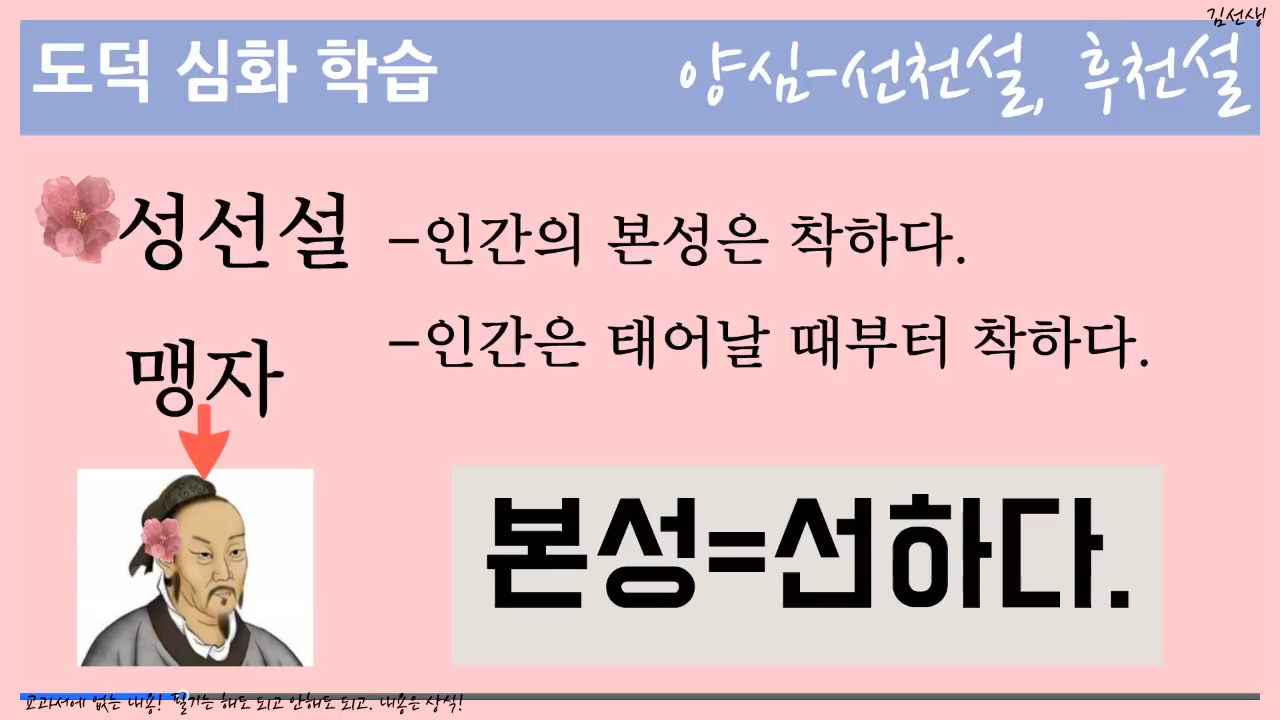 김선생
도덕 심화 학습
양심-선천설, 후천설
성선설
-인간의 본성은 착하다.
-인간은 태어날 때부터 착하다.
맹자
본성=선하다.
교과서에 없는 내용! 필기는 해도 되고 안해도 되고. 내용은 상식!